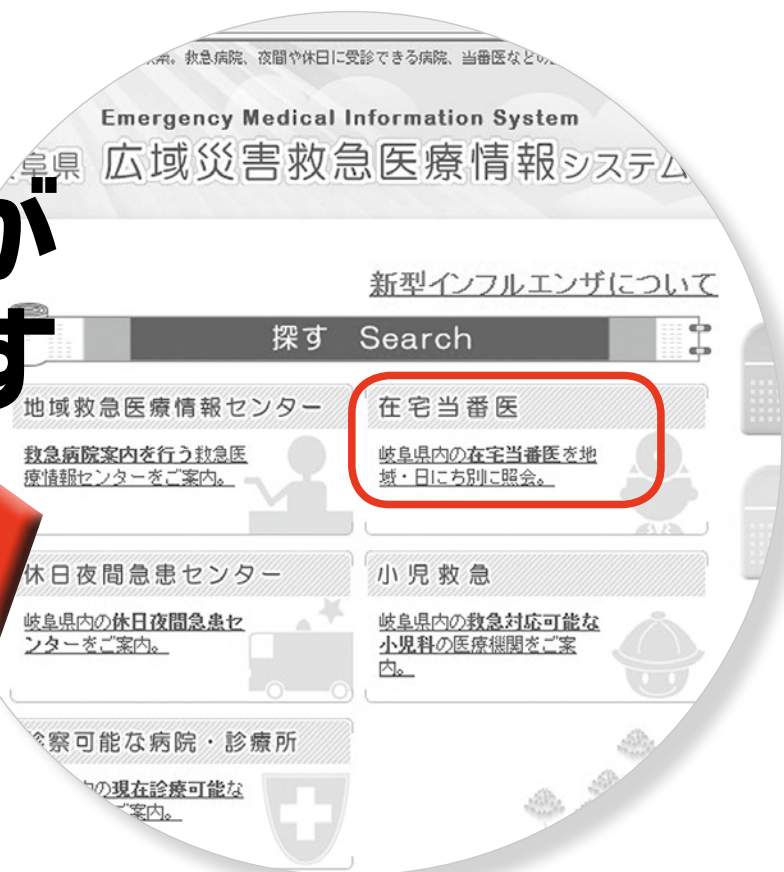 救急病院、夜間や休日に受診できる病院、当番医など
Emergency Medical Information System
阜県 広域災害救急医療情報システム
が
す
新型インフルエンザについて
探す Search
地域救急医療情報センター
救急病院案内を行う救急医
療情報センターをご案内。
在宅当番医
岐阜県内の在宅当番医を地
域・日にち別に照会。
休日夜間急患センター
岐阜県内の休日夜間急患セ
ンターをご案内。
小児救急
岐阜県内の救急対応可能な
小児科の医療機関をご案
内。
察可能な病院・診療所
の現在診療可能な
ご案内。